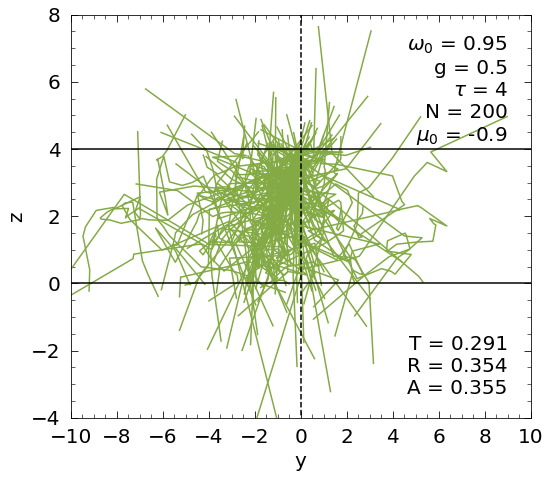 8
6
4
2
0
−2
−4
z
ω₀ = 0.95
g = 0.5
τ = 4
N = 200
μ₀ = -0.9
T = 0.291
R = 0.354
A = 0.355
−10 −8 −6 −4 −2 0 2 4 6 8 10
y